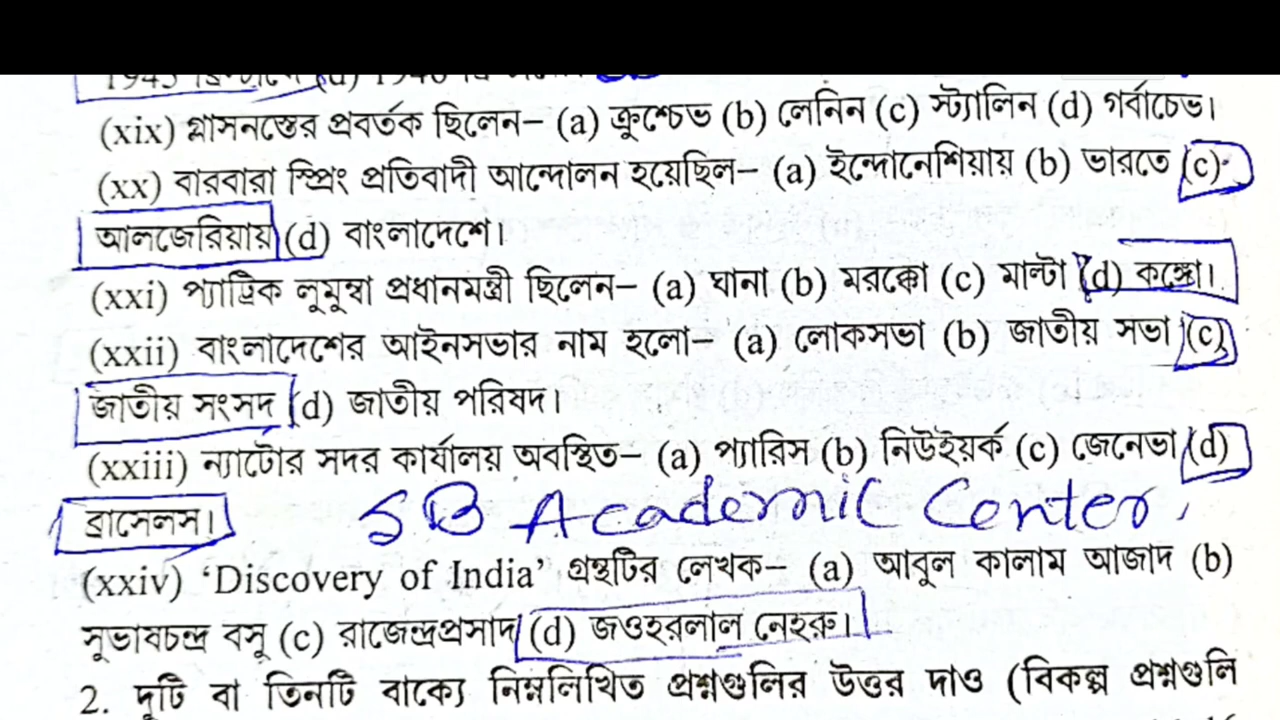 (xix) গ্লাসনস্তের প্রবর্তক ছিলেন– (a) ক্রুশ্চেভ (b) লেনিন (c) স্ট্যালিন (d) গর্বাচেভ।
(xx) বারবারা স্প্রিং প্রতিবাদী আন্দোলন হয়েছিল– (a) ইন্দোনেশিয়ায় (b) ভারতে (c)
আলজেরিয়ায় (d) বাংলাদেশে।
(xxi) প্যাট্রিক লুমুম্বা প্রধানমন্ত্রী ছিলেন– (a) ঘানা (b) মরক্কো (c) মাল্টা (d) কঙ্গো।
(xxii) বাংলাদেশের আইনসভার নাম হলো– (a) লোকসভা (b) জাতীয় সভা (c)
জাতীয় সংসদ (d) জাতীয় পরিষদ।
(xxiii) ন্যাটোর সদর কার্যালয় অবস্থিত– (a) প্যারিস (b) নিউইয়র্ক (c) জেনেভা (d)
ব্রাসেলস। SB Academic Center,
(xxiv) ‘Discovery of India’ গ্রন্থটির লেখক– (a) আবুল কালাম আজাদ (b)
সুভাষচন্দ্র বসু (c) রাজেন্দ্রপ্রসাদ (d) জওহরলাল নেহরু।
2. দুটি বা তিনটি বাক্যে নিম্নলিখিত প্রশ্নগুলির উত্তর দাও (বিকল্প প্রশ্নগুলি